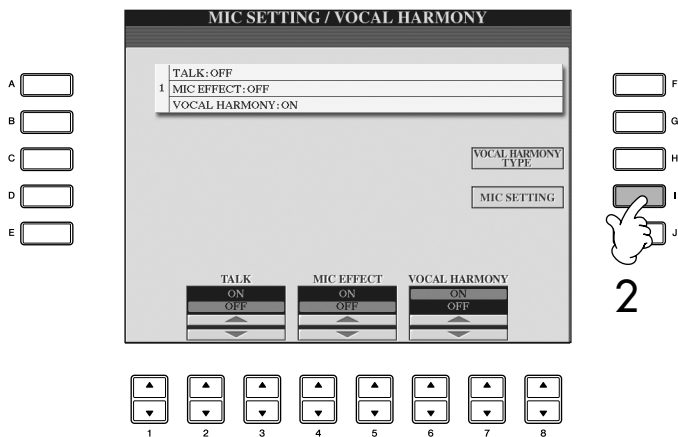 MIC SETTING / VOCAL HARMONY
TALK:OFF
1 MIC EFFECT:OFF
VOCAL HARMONY:ON
A
B
C
D
E
F
G
H
I
J
VOCAL HARMONY
TYPE
MIC SETTING
2
TALK MIC EFFECT VOCAL HARMONY
ON ON ON
OFF OFF OFF
1 2 3 4 5 6 7 8